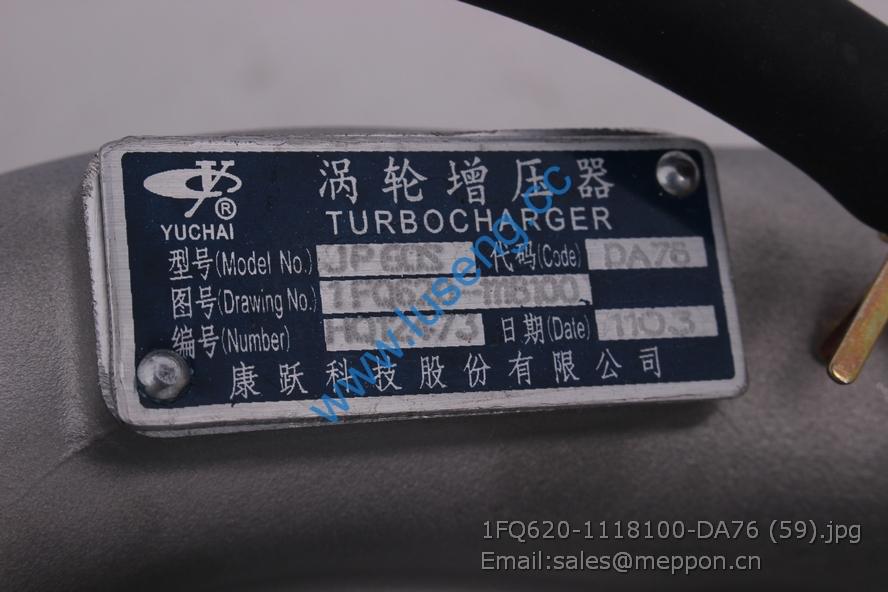 YUCHAI ®
涡轮增压器
TURBOCHARGER
型号(Model No.) 代码(Code) DA76
图号(Drawing No.)
编号(Number) 日期(Date) 110.3
康跃科技股份有限公司
www.luseng.cc
1FQ620-1118100-DA76 (59).jpg
Email:sales@meppon.cn